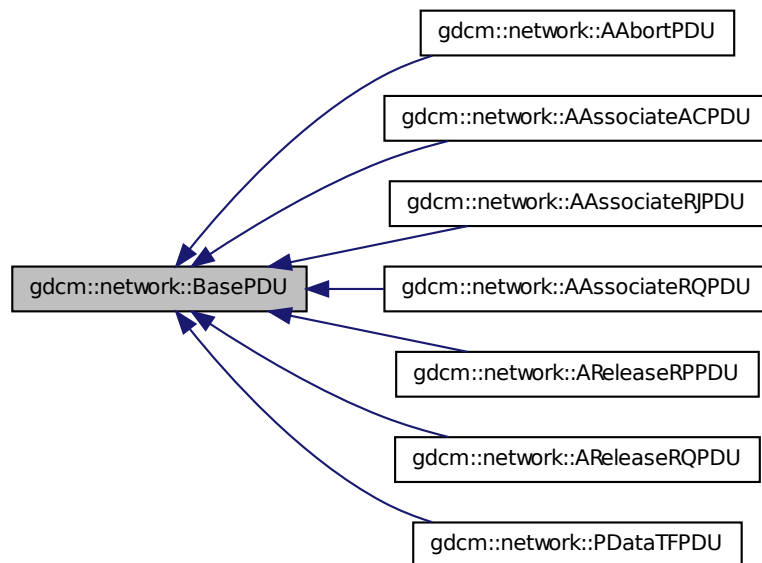 gdcm::network::AAbortPDU
gdcm::network::AAssociateACPDU
gdcm::network::AAssociateRJPDU
gdcm::network::BasePDU
gdcm::network::AAssociateRQPDU
gdcm::network::AReleaseRPPDU
gdcm::network::AReleaseRQPDU
gdcm::network::PDataTFPDU